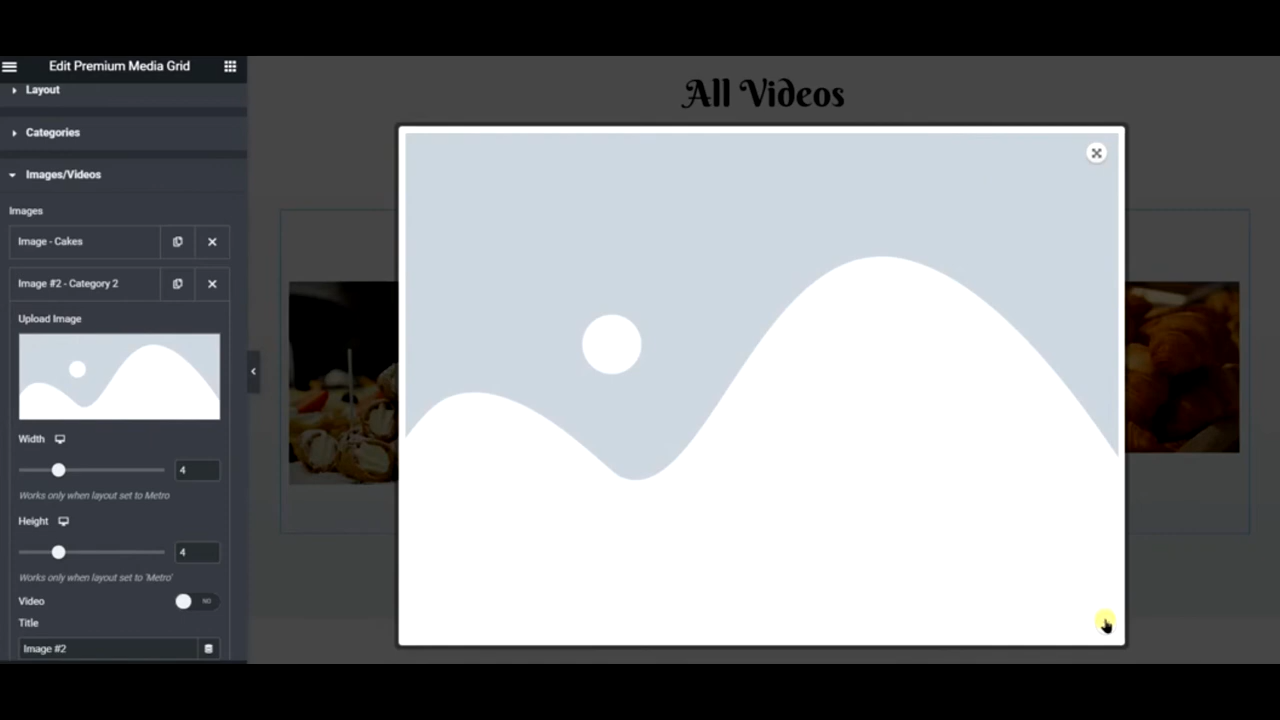 Edit Premium Media Grid
Layout
Categories
Images/Videos
Images
Image - Cakes
Image #2 - Category 2
Upload Image
Width
4
Works only when layout set to Metro
Height
4
Works only when layout set to 'Metro'
Video
NO
Title
Image #2
All Videos